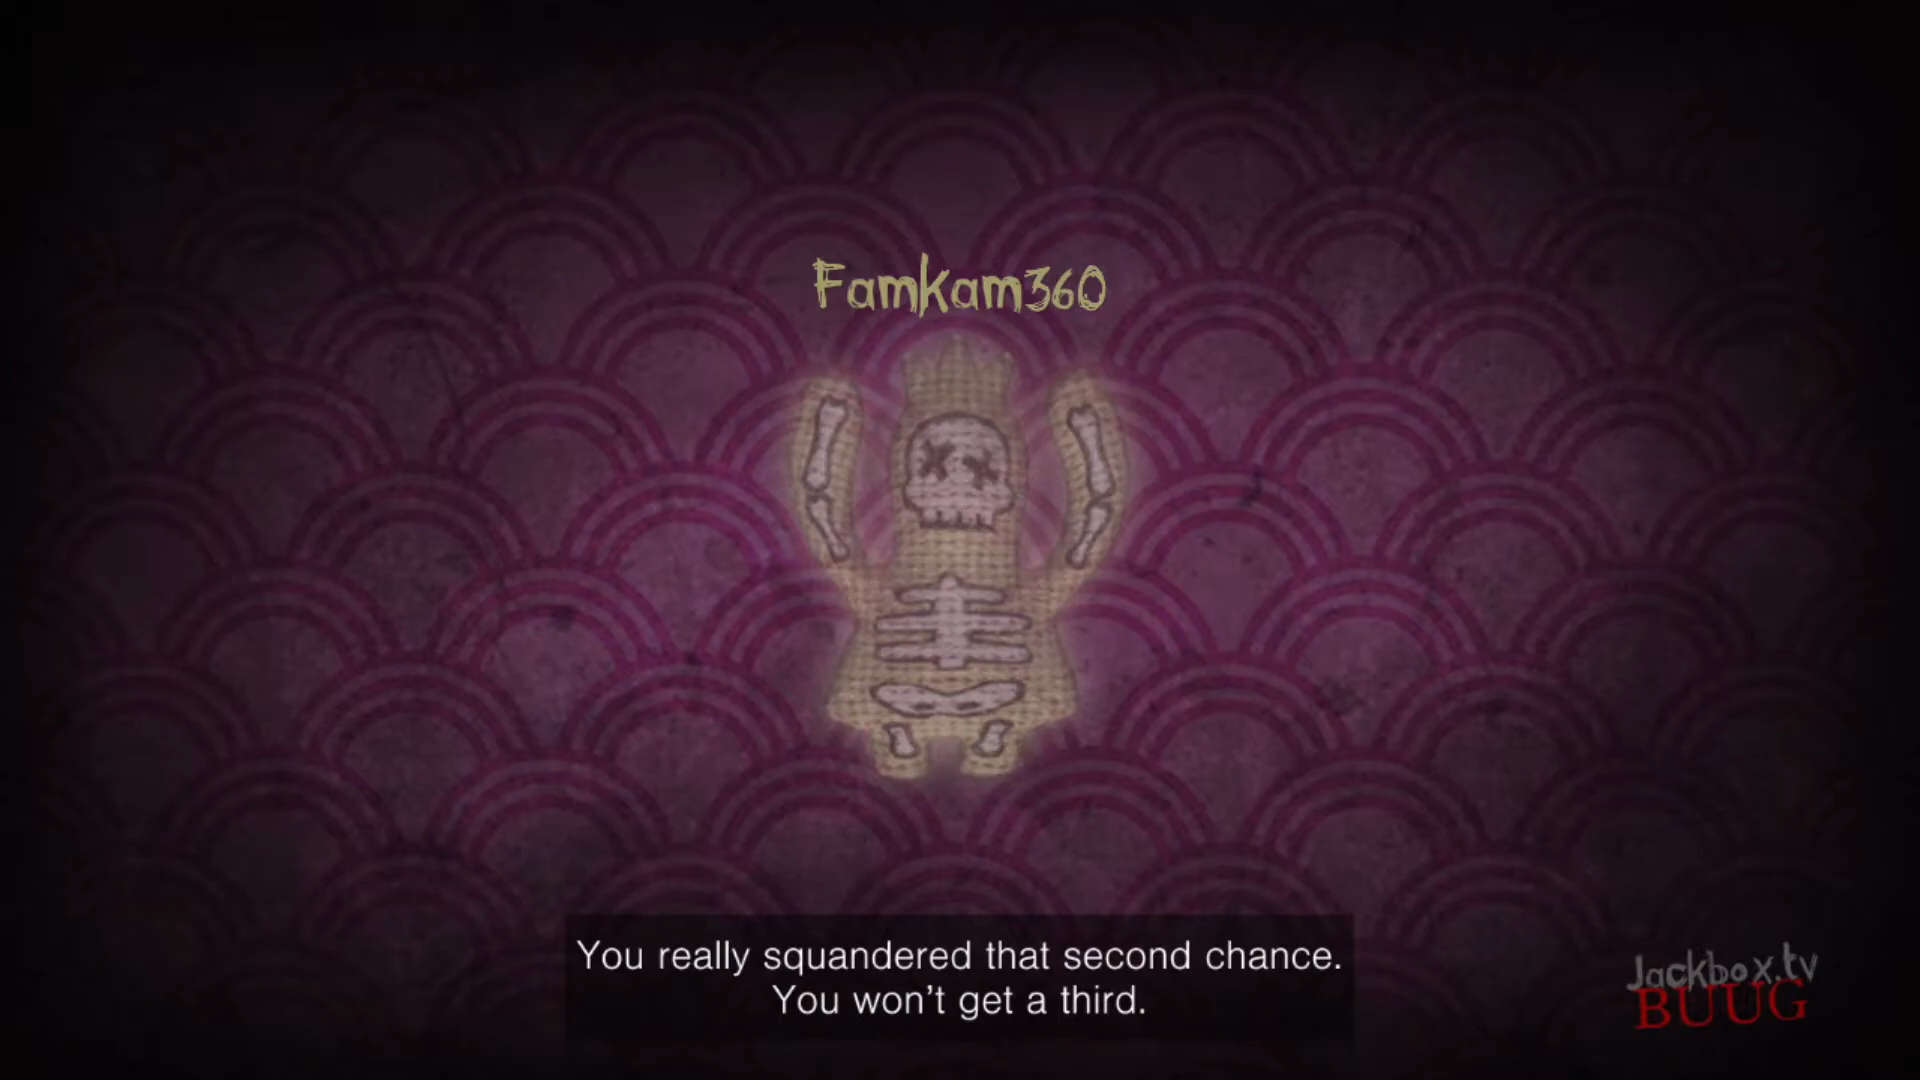 Famkam360
You really squandered that second chance.
You won't get a third.
Jackbox.tv
BUUG